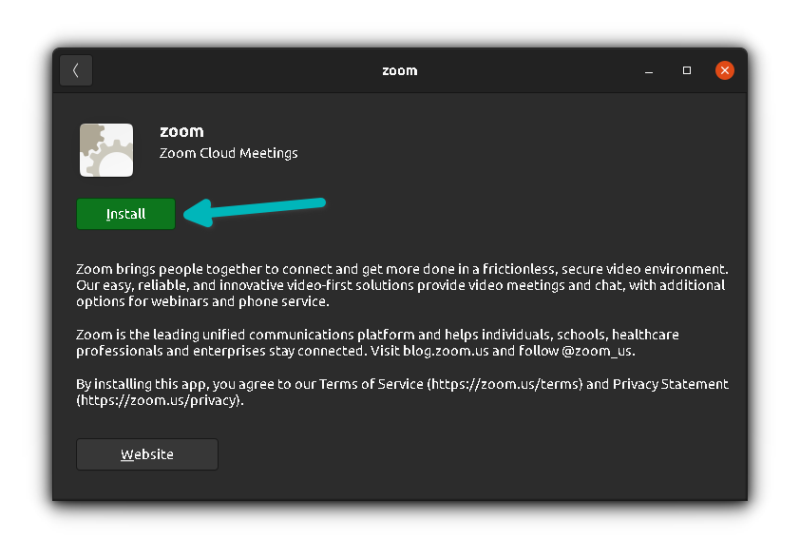 zoom
zoom
Zoom Cloud Meetings
Install
Zoom brings people together to connect and get more done in a frictionless, secure video environment.
Our easy, reliable, and innovative video-first solutions provide video meetings and chat, with additional
options for webinars and phone service.
Zoom is the leading unified communications platform and helps individuals, schools, healthcare
professionals and enterprises stay connected. Visit blog.zoom.us and follow @zoom_us.
By installing this app, you agree to our Terms of Service (https://zoom.us/terms) and Privacy Statement
(https://zoom.us/privacy).
Website